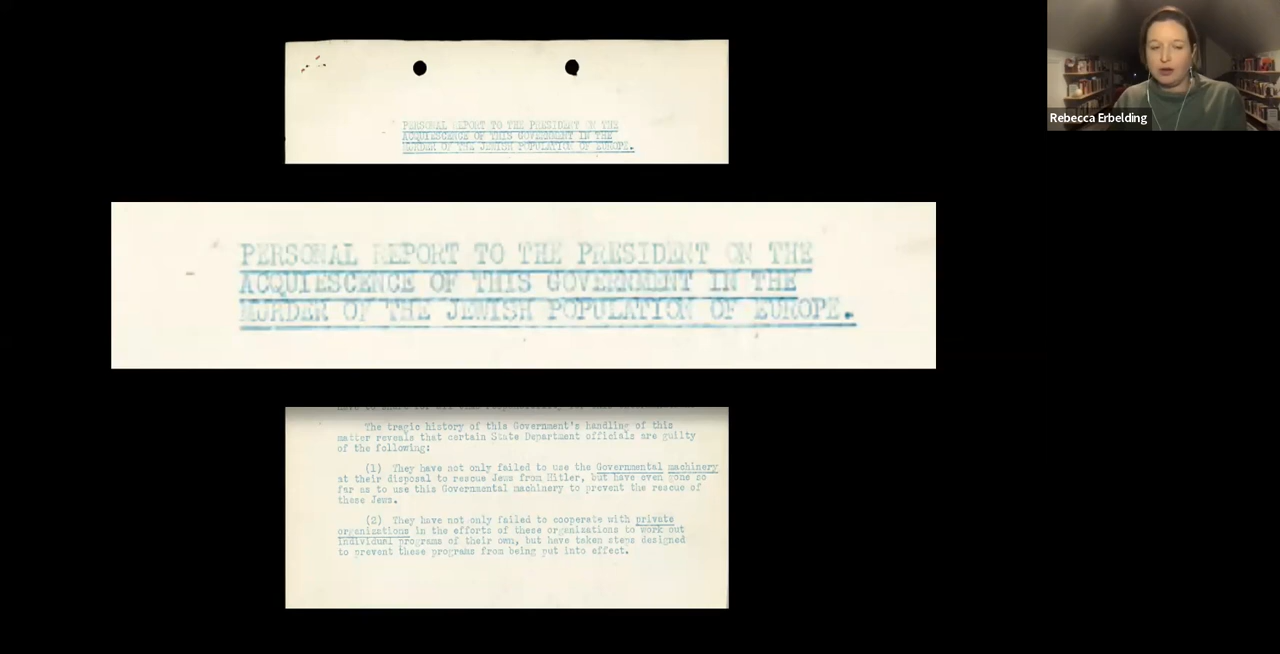 Rebecca Erbelding
PERSONAL REPORT TO THE PRESIDENT ON THE
ACQUIESCENCE OF THIS GOVERNMENT IN THE
MURDER OF THE JEWISH POPULATION OF EUROPE.
PERSONAL REPORT TO THE PRESIDENT ON THE
ACQUIESCENCE OF THIS GOVERNMENT IN THE
MURDER OF THE JEWISH POPULATION OF EUROPE.
The tragic history of this Government's handling of this
matter reveals that certain State Department officials are guilty
of the following:
(1) They have not only failed to use the Governmental machinery
at their disposal to rescue Jews from Hitler, but have even gone so
far as to use this Governmental machinery to prevent the rescue of
these Jews.
(2) They have not only failed to cooperate with private
organizations in the efforts of these organizations to work out
individual programs of their own, but have taken steps designed
to prevent these programs from being put into effect.